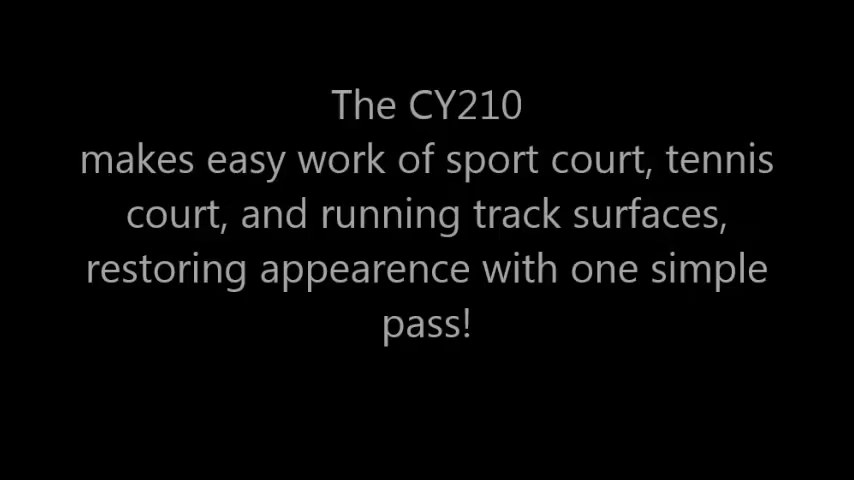 The CY210
makes easy work of sport court, tennis
court, and running track surfaces,
restoring appearence with one simple
pass!